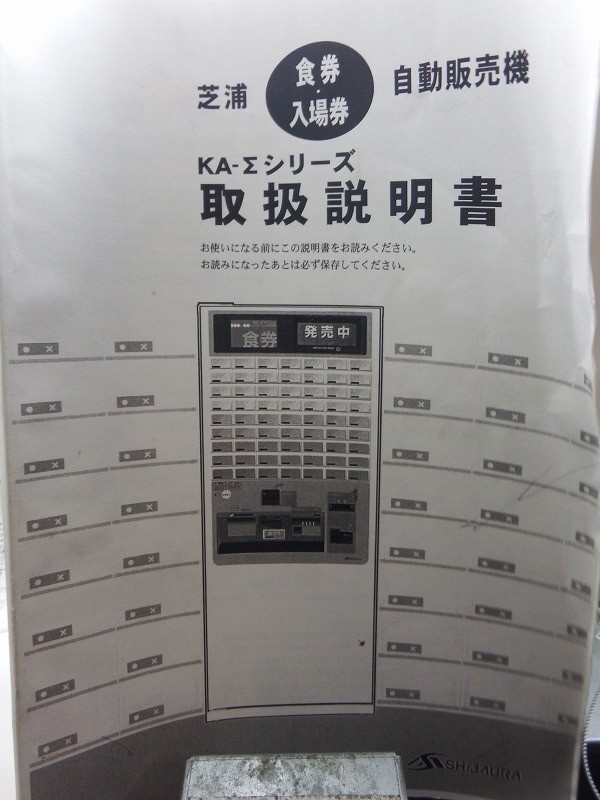 芝浦 食券・入場券 自動販売機
KA-Σシリーズ
取扱説明書
お使いになる前にこの説明書をお読みください。
お読みになったあとは必ず保存してください。
食券 発売中
SHIBAURA